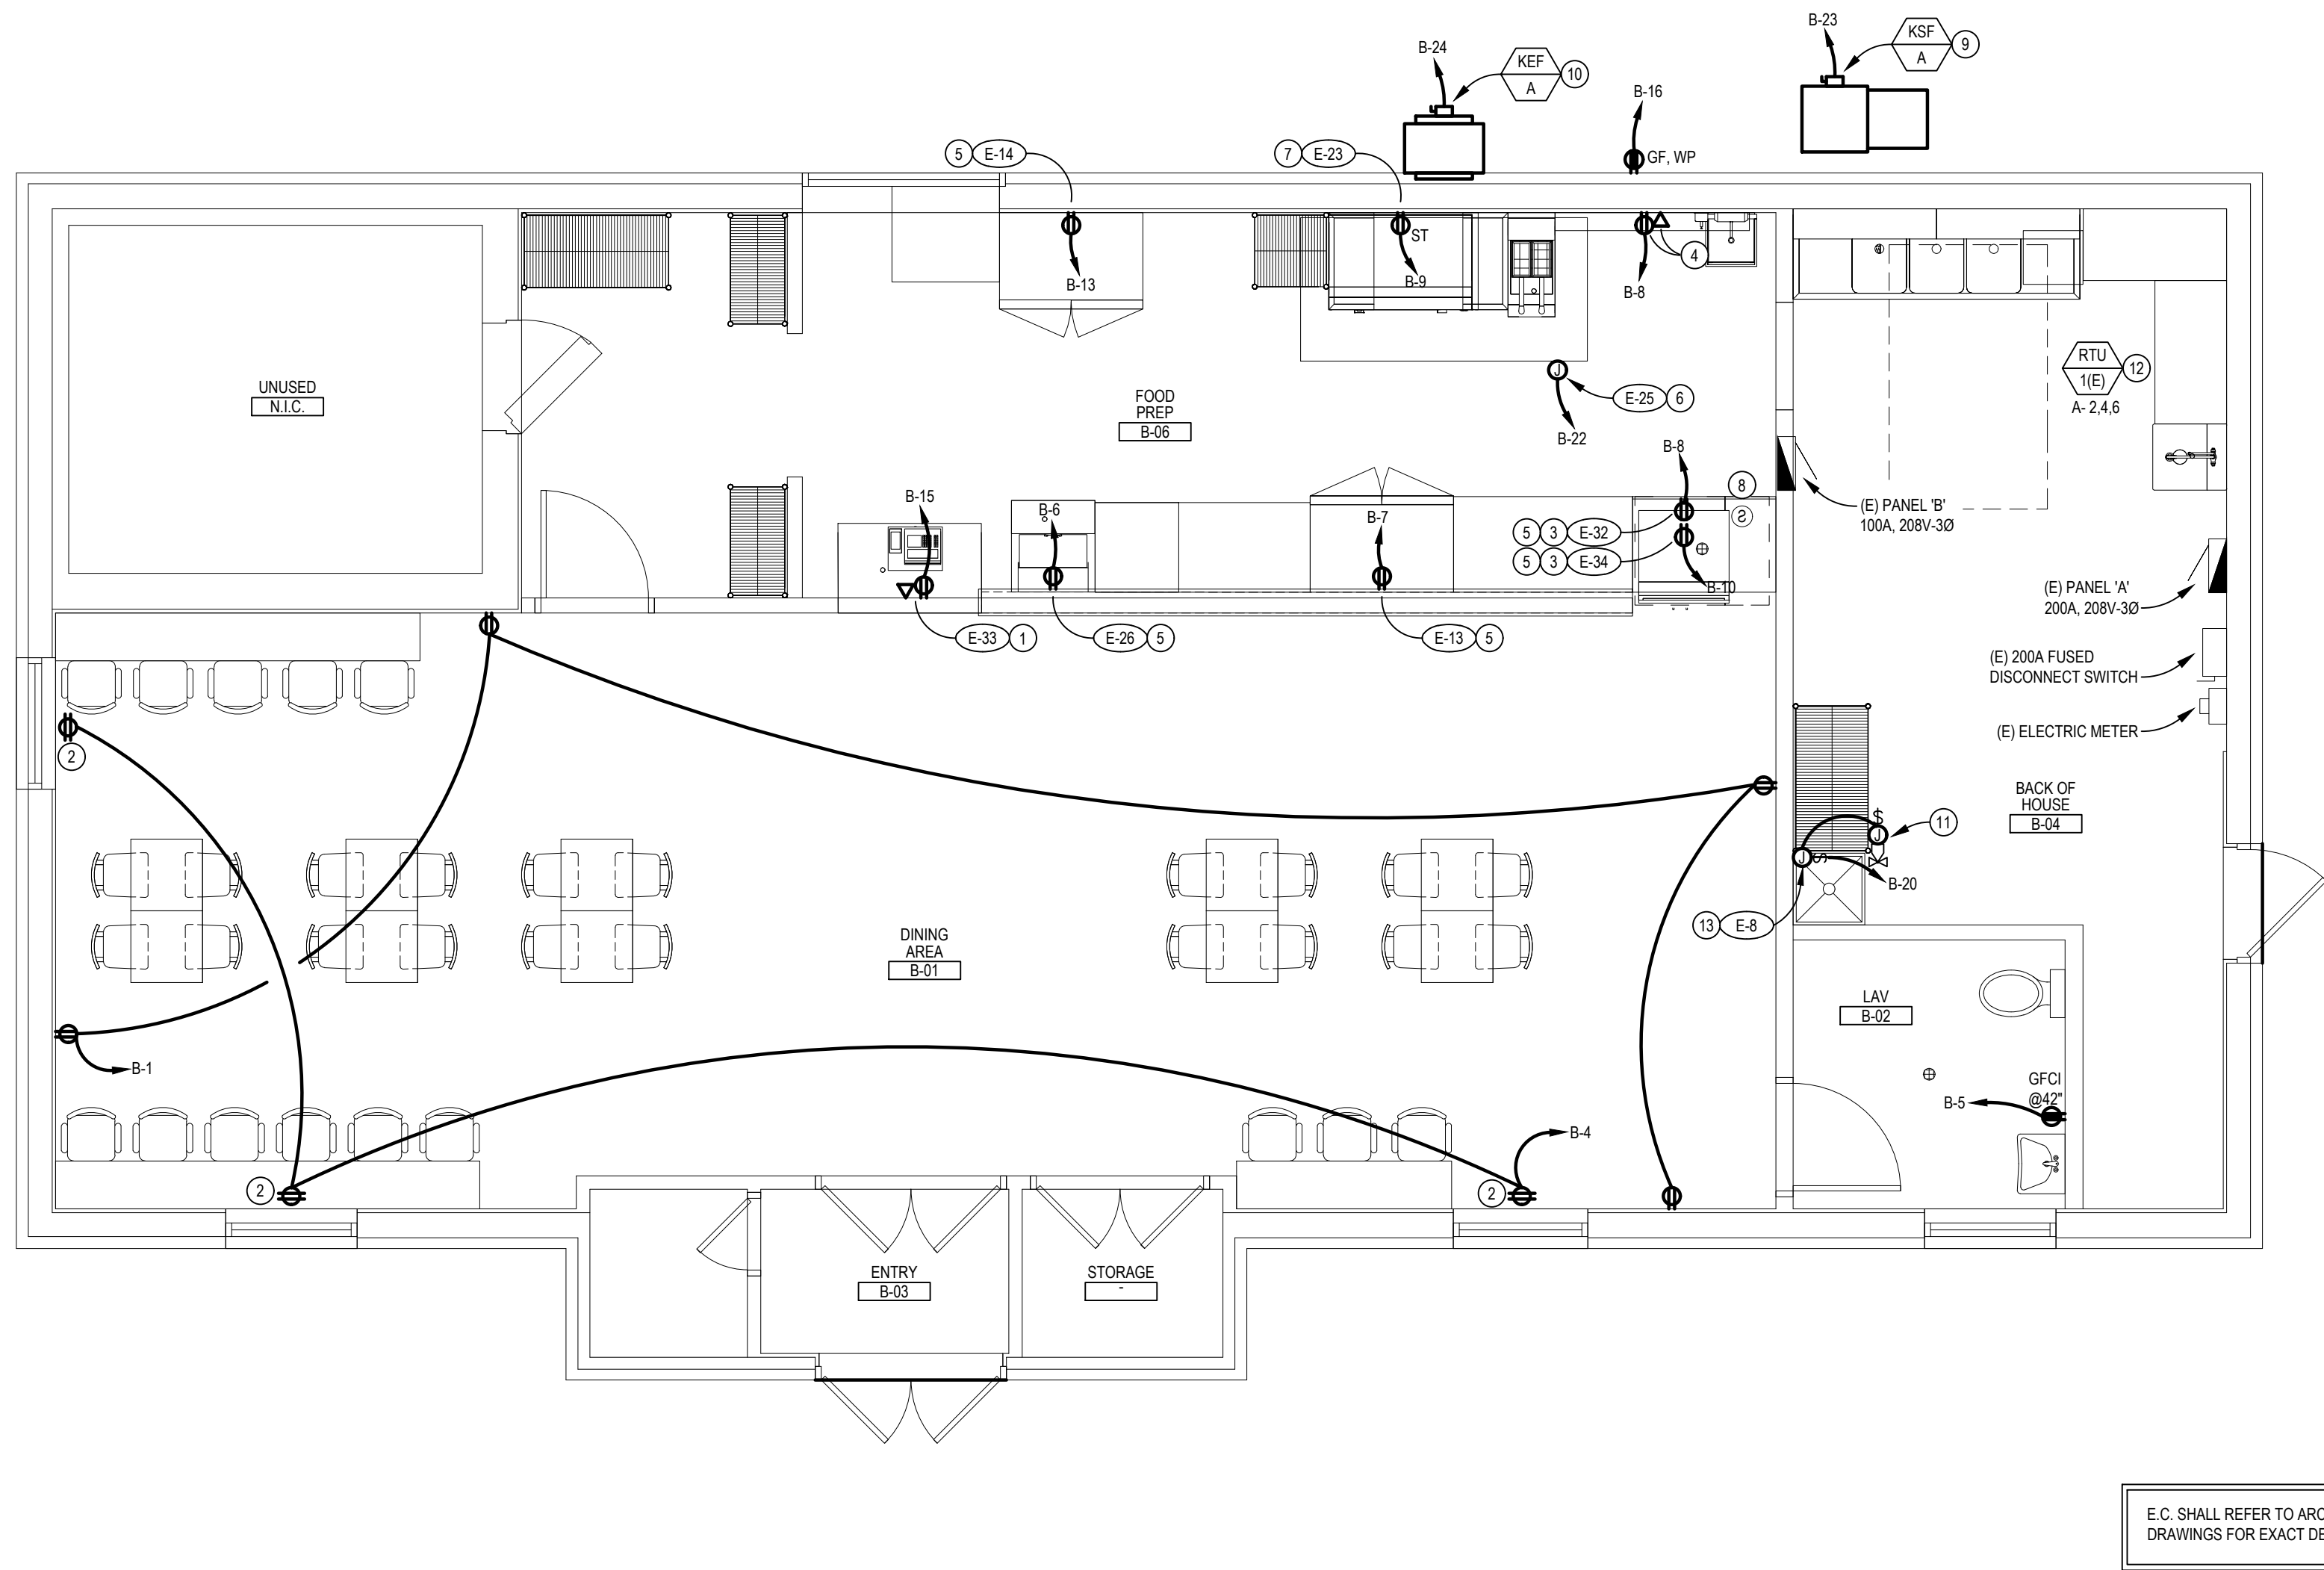 B-23
KSF
9
A
B-24
KEF
10
A
B-16
GF, WP
5 E-14
7 E-23
ST
B-13
B-9
4
B-8
UNUSED
N.I.C.
FOOD
PREP
B-06
J
E-25 6
B-22
RTU
12
1(E)
A- 2,4,6
B-8
8
2
(E) PANEL 'B'
100A, 208V-3Ø
B-15
B-6
B-7
5 3 E-32
5 3 E-34
B-10
(E) PANEL 'A'
200A, 208V-3Ø
E-33 1
E-26 5
E-13 5
(E) 200A FUSED
DISCONNECT SWITCH
(E) ELECTRIC METER
2
BACK OF
HOUSE
B-04
$
J
11
J $
B-20
13 E-8
DINING
AREA
B-01
LAV
B-02
B-1
GFCI
@42"
B-5
B-4
2
2
ENTRY
B-03
STORAGE
-
E.C. SHALL REFER TO ARC
DRAWINGS FOR EXACT DE